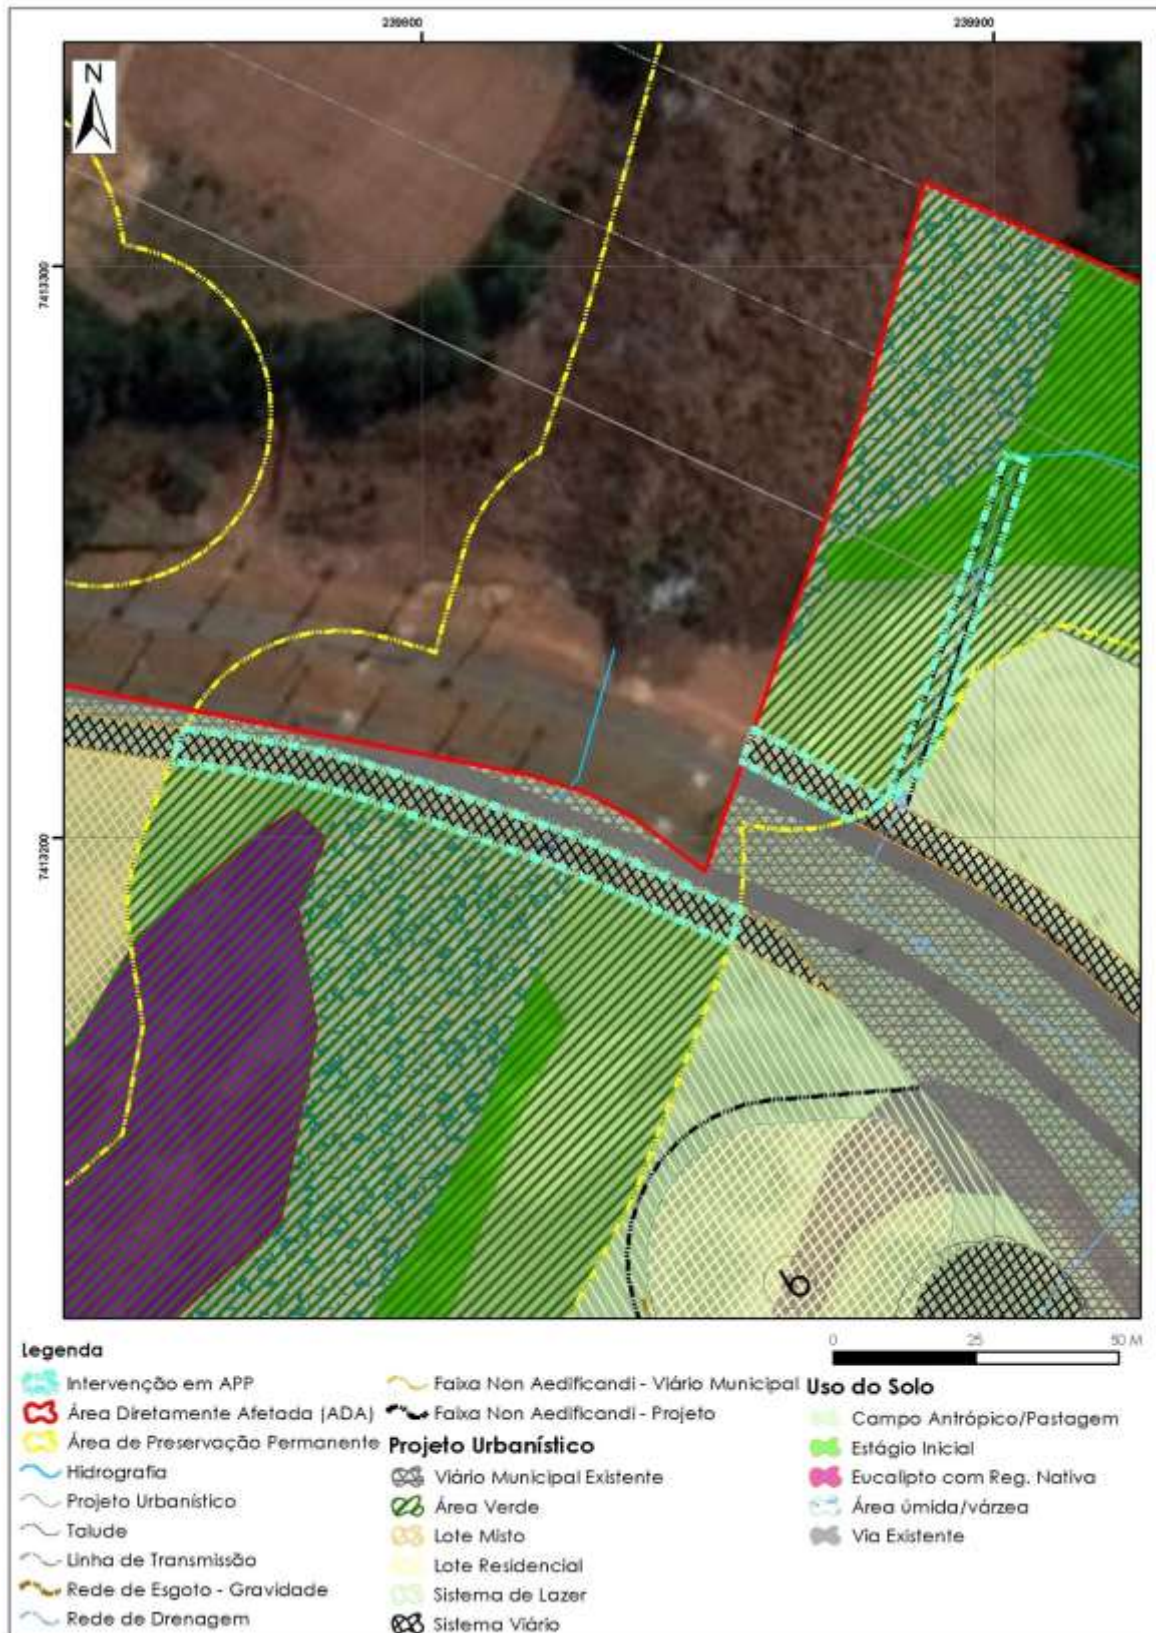 239800
239900
N
7413300
7413200
0 25 50 M
Legenda
Intervenção em APP
Área Diretamente Afetada (ADA)
Área de Preservação Permanente
Hidrografia
Projeto Urbanístico
Talude
Linha de Transmissão
Rede de Esgoto - Gravidade
Rede de Drenagem
Faixa Non Aedificandi - Viário Municipal
Faixa Non Aedificandi - Projeto
Projeto Urbanístico
Viário Municipal Existente
Área Verde
Lote Misto
Lote Residencial
Sistema de Lazer
Sistema Viário
Uso do Solo
Campo Antrópico/Pastagem
Estágio Inicial
Eucalipto com Reg. Nativa
Área úmida/várzea
Via Existente